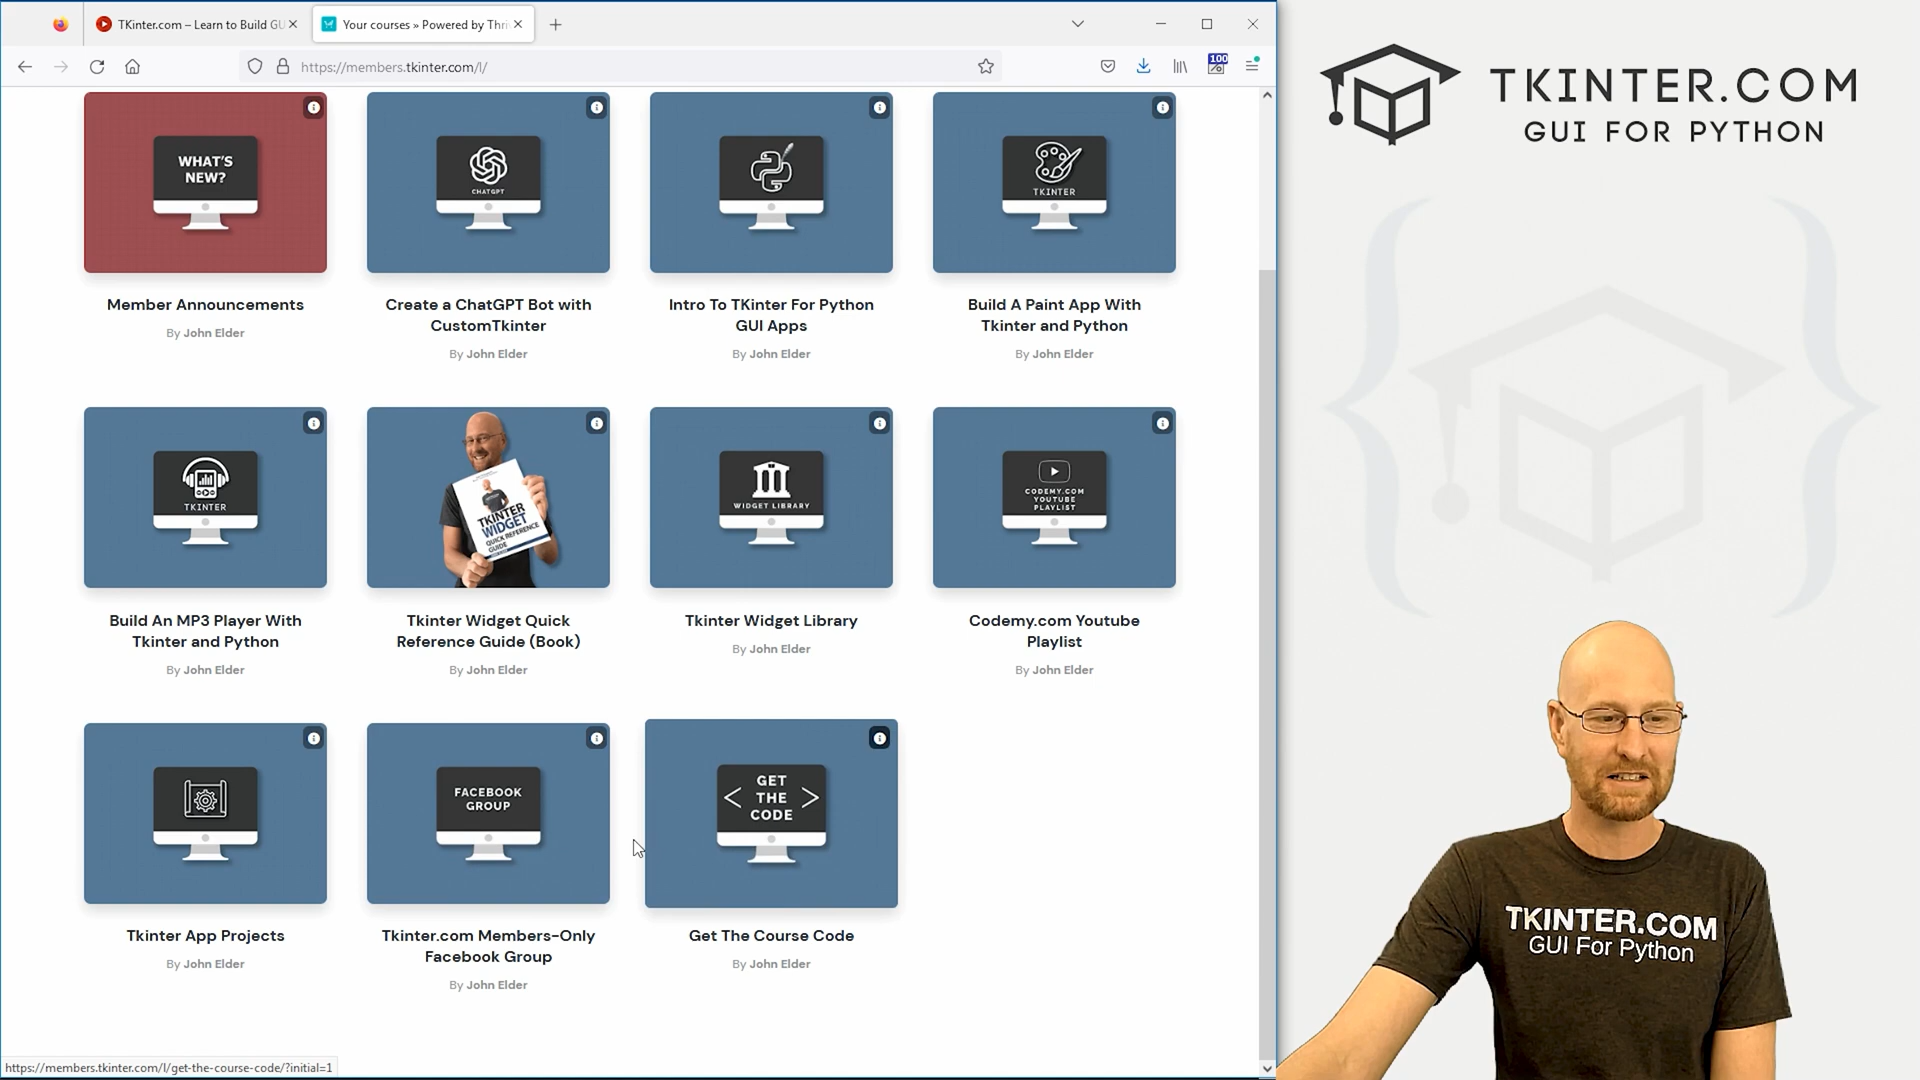 TKinter.com – Learn to Build GU
Your courses » Powered by Thri
https://members.tkinter.com/l/
100
WHAT'S
NEW?
CHATGPT
TKINTER
Member Announcements
By John Elder
Create a ChatGPT Bot with
CustomTkinter
By John Elder
Intro To TKinter For Python
GUI Apps
By John Elder
Build A Paint App With
Tkinter and Python
By John Elder
TKINTER
TKINTER
WIDGET
QUICK REFERENCE
GUIDE
WIDGET LIBRARY
CODEMY.COM
YOUTUBE
PLAYLIST
Build An MP3 Player With
Tkinter and Python
By John Elder
Tkinter Widget Quick
Reference Guide (Book)
By John Elder
Tkinter Widget Library
By John Elder
Codemy.com Youtube
Playlist
By John Elder
FACEBOOK
GROUP
< GET
THE
CODE >
Tkinter App Projects
By John Elder
Tkinter.com Members-Only
Facebook Group
By John Elder
Get The Course Code
By John Elder
https://members.tkinter.com/l/get-the-course-code/?initial=1
TKINTER.COM
GUI FOR PYTHON
TKINTER.COM
GUI For Python